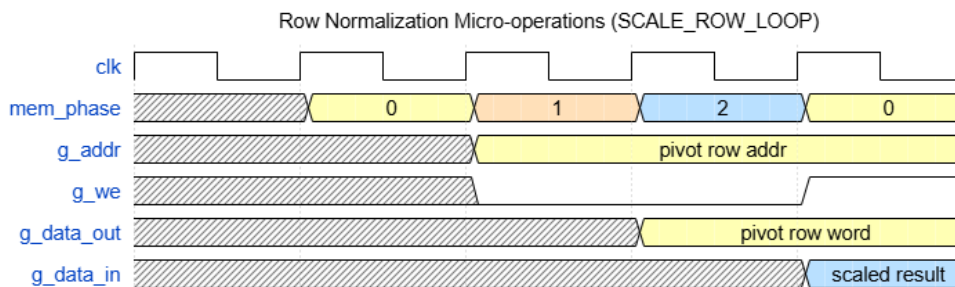 Row Normalization Micro-operations (SCALE_ROW_LOOP)
clk
mem_phase 0 1 2 0
g_addr pivot row addr
g_we
g_data_out pivot row word
g_data_in scaled result